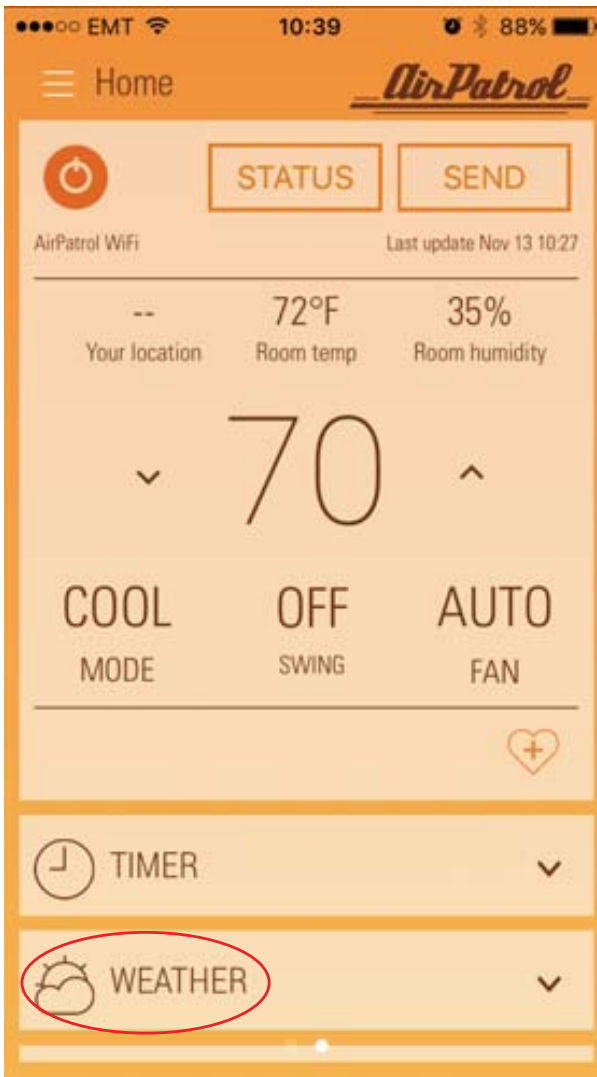 EMT 10:39 88%
Home AirPatrol
STATUS SEND
AirPatrol WiFi Last update Nov 13 10:27
-- 72°F 35%
Your location Room temp Room humidity
70
COOL OFF AUTO
MODE SWING FAN
TIMER
WEATHER